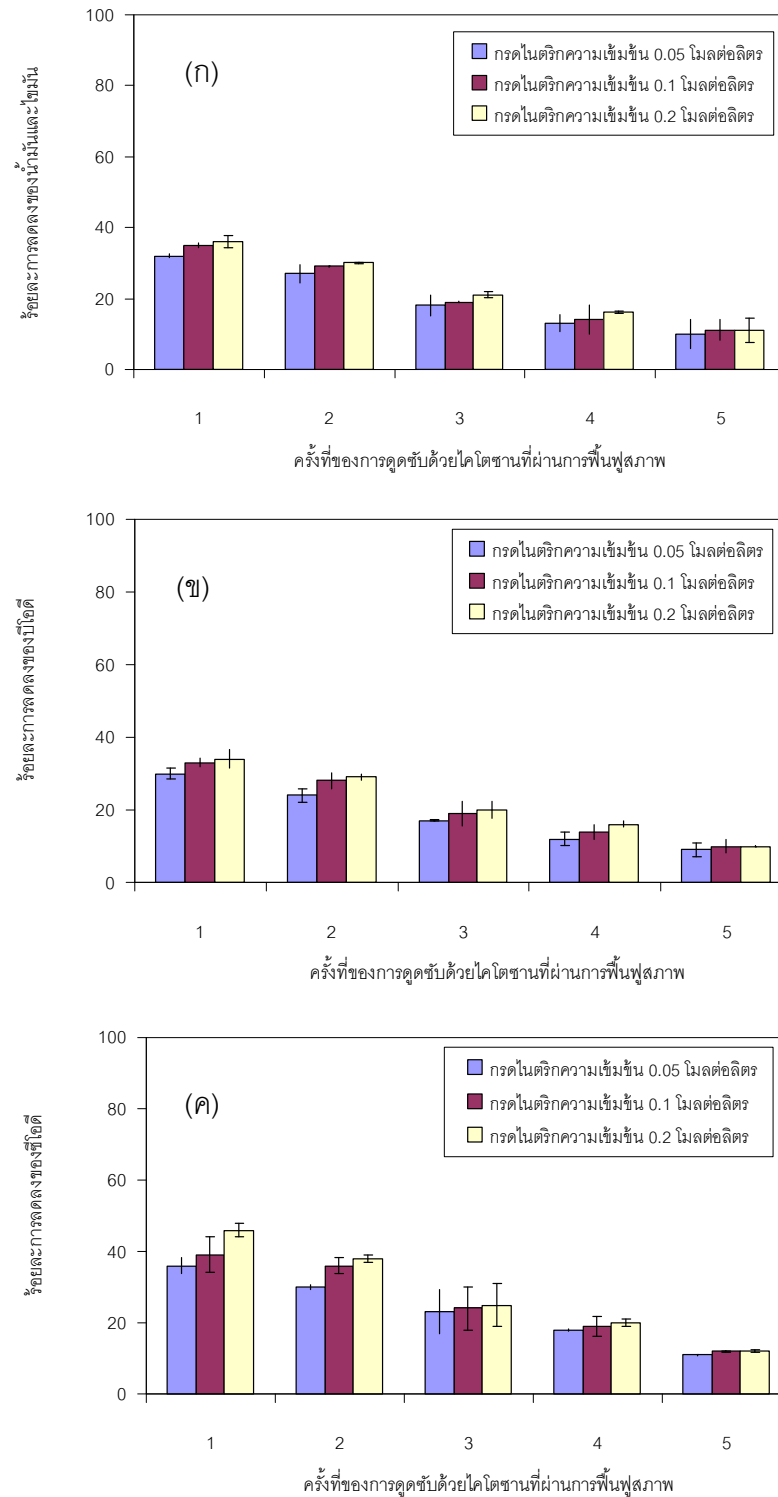 (ก)
กรดไนตริกความเข้มข้น 0.05 โมลต่อลิตร
กรดไนตริกความเข้มข้น 0.1 โมลต่อลิตร
กรดไนตริกความเข้มข้น 0.2 โมลต่อลิตร
ร้อยละการลดลงของน้ำมันและไขมัน
100
80
60
40
20
0
1 2 3 4 5
ครั้งที่ของการดูดซับด้วยไคโตซานที่ผ่านการฟื้นฟูสภาพ
(ข)
กรดไนตริกความเข้มข้น 0.05 โมลต่อลิตร
กรดไนตริกความเข้มข้น 0.1 โมลต่อลิตร
กรดไนตริกความเข้มข้น 0.2 โมลต่อลิตร
ร้อยละการลดลงของบีโอดี
100
80
60
40
20
0
1 2 3 4 5
ครั้งที่ของการดูดซับด้วยไคโตซานที่ผ่านการฟื้นฟูสภาพ
(ค)
กรดไนตริกความเข้มข้น 0.05 โมลต่อลิตร
กรดไนตริกความเข้มข้น 0.1 โมลต่อลิตร
กรดไนตริกความเข้มข้น 0.2 โมลต่อลิตร
ร้อยละการลดลงของซีโอดี
100
80
60
40
20
0
1 2 3 4 5
ครั้งที่ของการดูดซับด้วยไคโตซานที่ผ่านการฟื้นฟูสภาพ